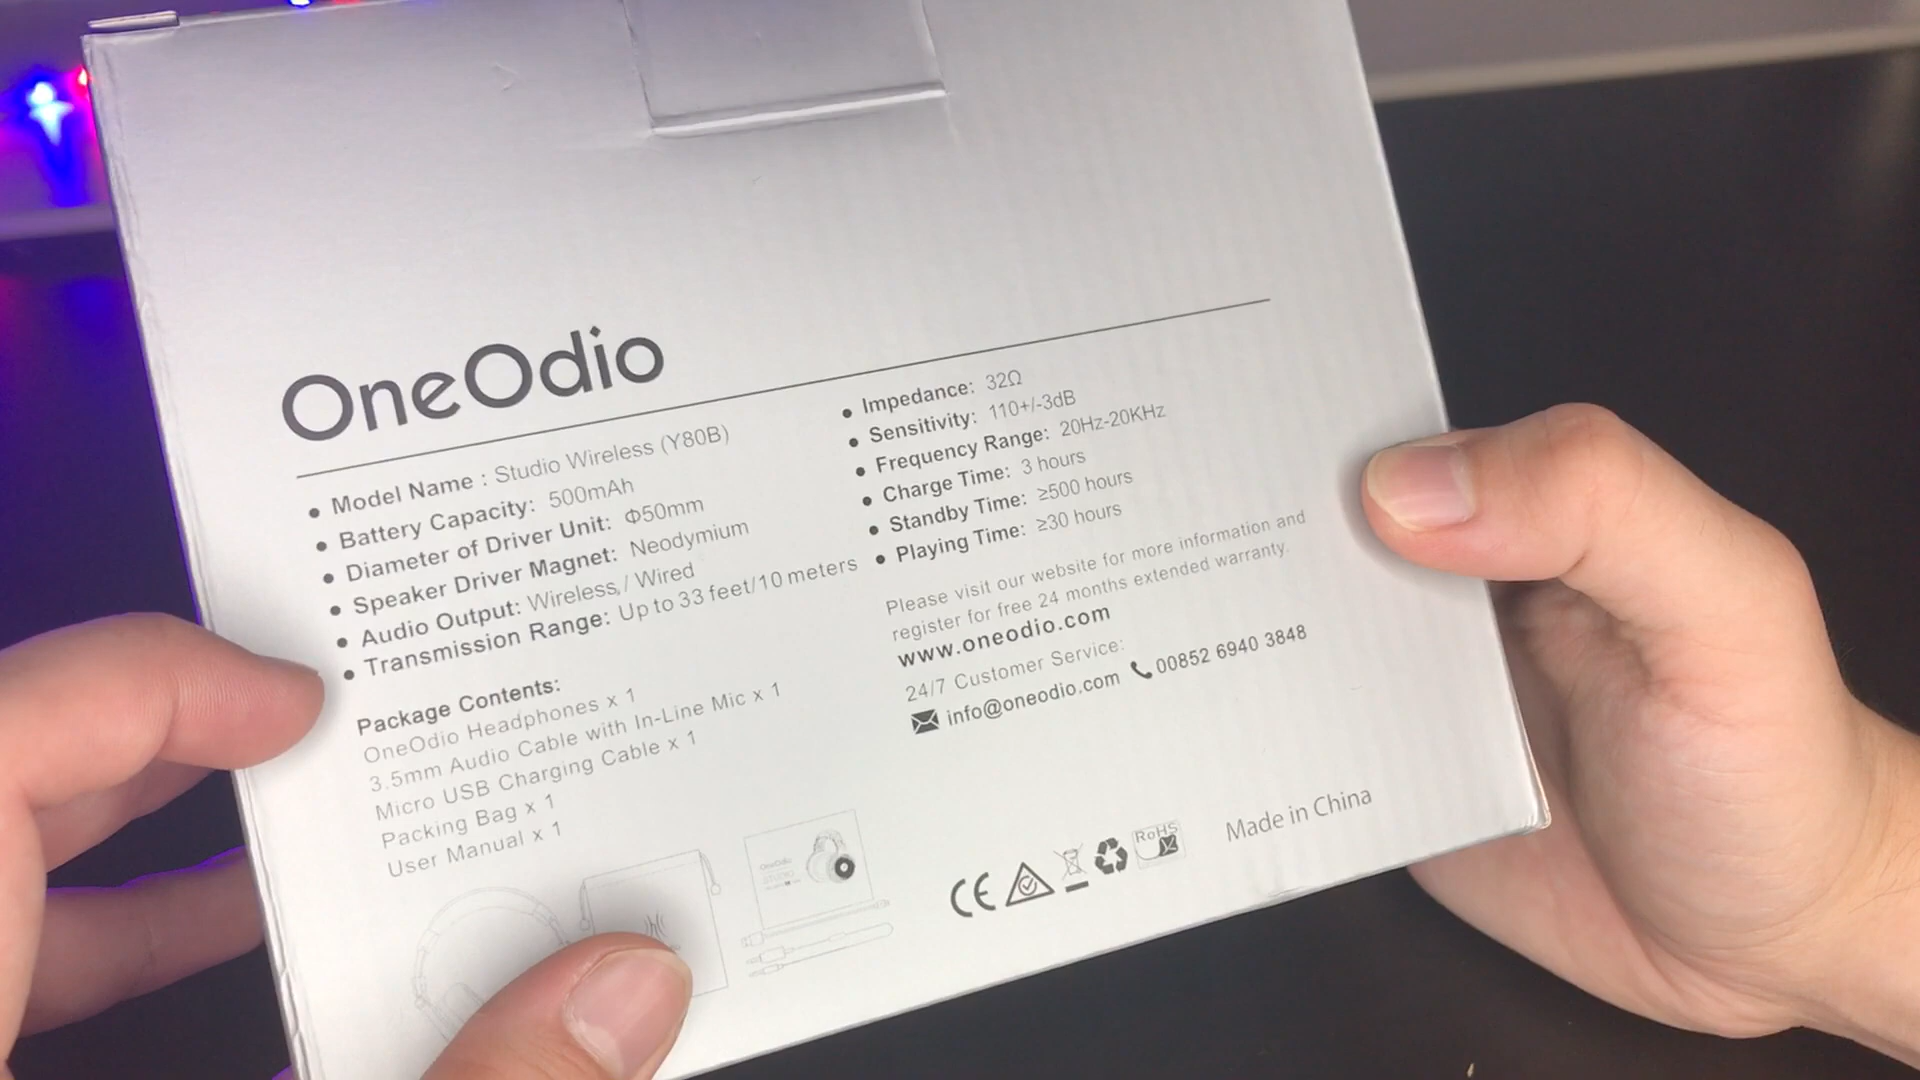 OneOdio
• Model Name : Studio Wireless (Y80B)
• Battery Capacity: 500mAh
• Diameter of Driver Unit: Φ50mm
• Speaker Driver Magnet: Neodymium
• Audio Output: Wireless / Wired
• Transmission Range: Up to 33 feet/10 meters
• Impedance: 32Ω
• Sensitivity: 110+/-3dB
• Frequency Range: 20Hz-20KHz
• Charge Time: 3 hours
• Standby Time: ≥500 hours
• Playing Time: ≥30 hours
Package Contents:
OneOdio Headphones x 1
3.5mm Audio Cable with In-Line Mic x 1
Micro USB Charging Cable x 1
Packing Bag x 1
User Manual x 1
Please visit our website for more information and
register for free 24 months extended warranty.
www.oneodio.com
24/7 Customer Service:
info@oneodio.com 00852 6940 3848
OneOdio
STUDIO
CE
RoHS
Made in China